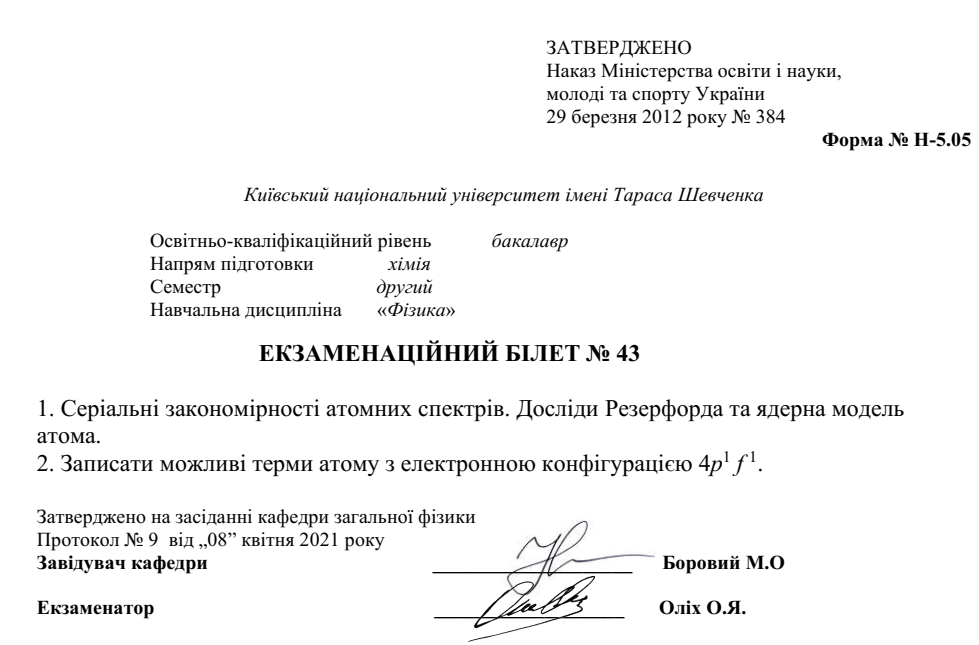 ЗАТВЕРДЖЕНО
Наказ Міністерства освіти і науки,
молоді та спорту України
29 березня 2012 року № 384
Форма № Н-5.05
Київський національний університет імені Тараса Шевченка
Освітньо-кваліфікаційний рівень бакалавр
Напрям підготовки хімія
Семестр другий
Навчальна дисципліна «Фізика»
ЕКЗАМЕНАЦІЙНИЙ БІЛЕТ № 43
1. Серіальні закономірності атомних спектрів. Досліди Резерфорда та ядерна модель
атома.
2. Записати можливі терми атому з електронною конфігурацією 4p¹ f¹.
Затверджено на засіданні кафедри загальної фізики
Протокол № 9 від „08” квітня 2021 року
Завідувач кафедри ____________________ Боровий М.О
Екзаменатор ____________________ Оліх О.Я.